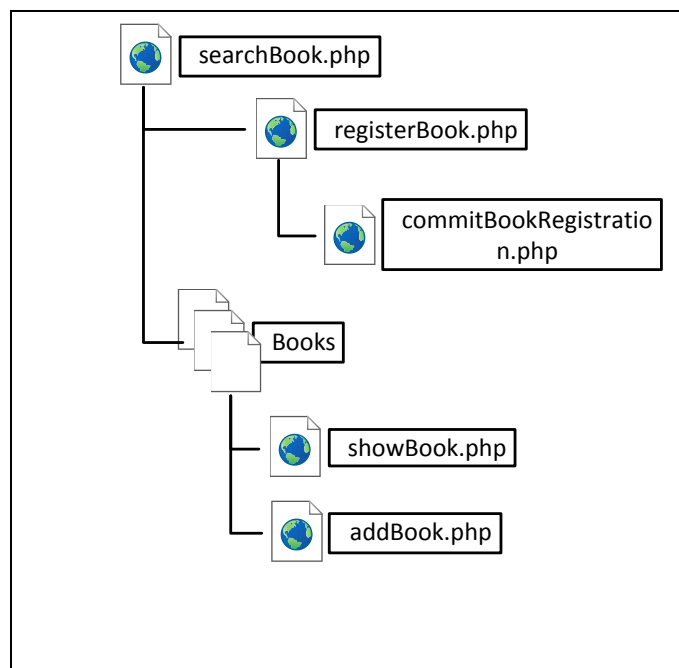 searchBook.php
registerBook.php
commitBookRegistratio
n.php
Books
showBook.php
addBook.php